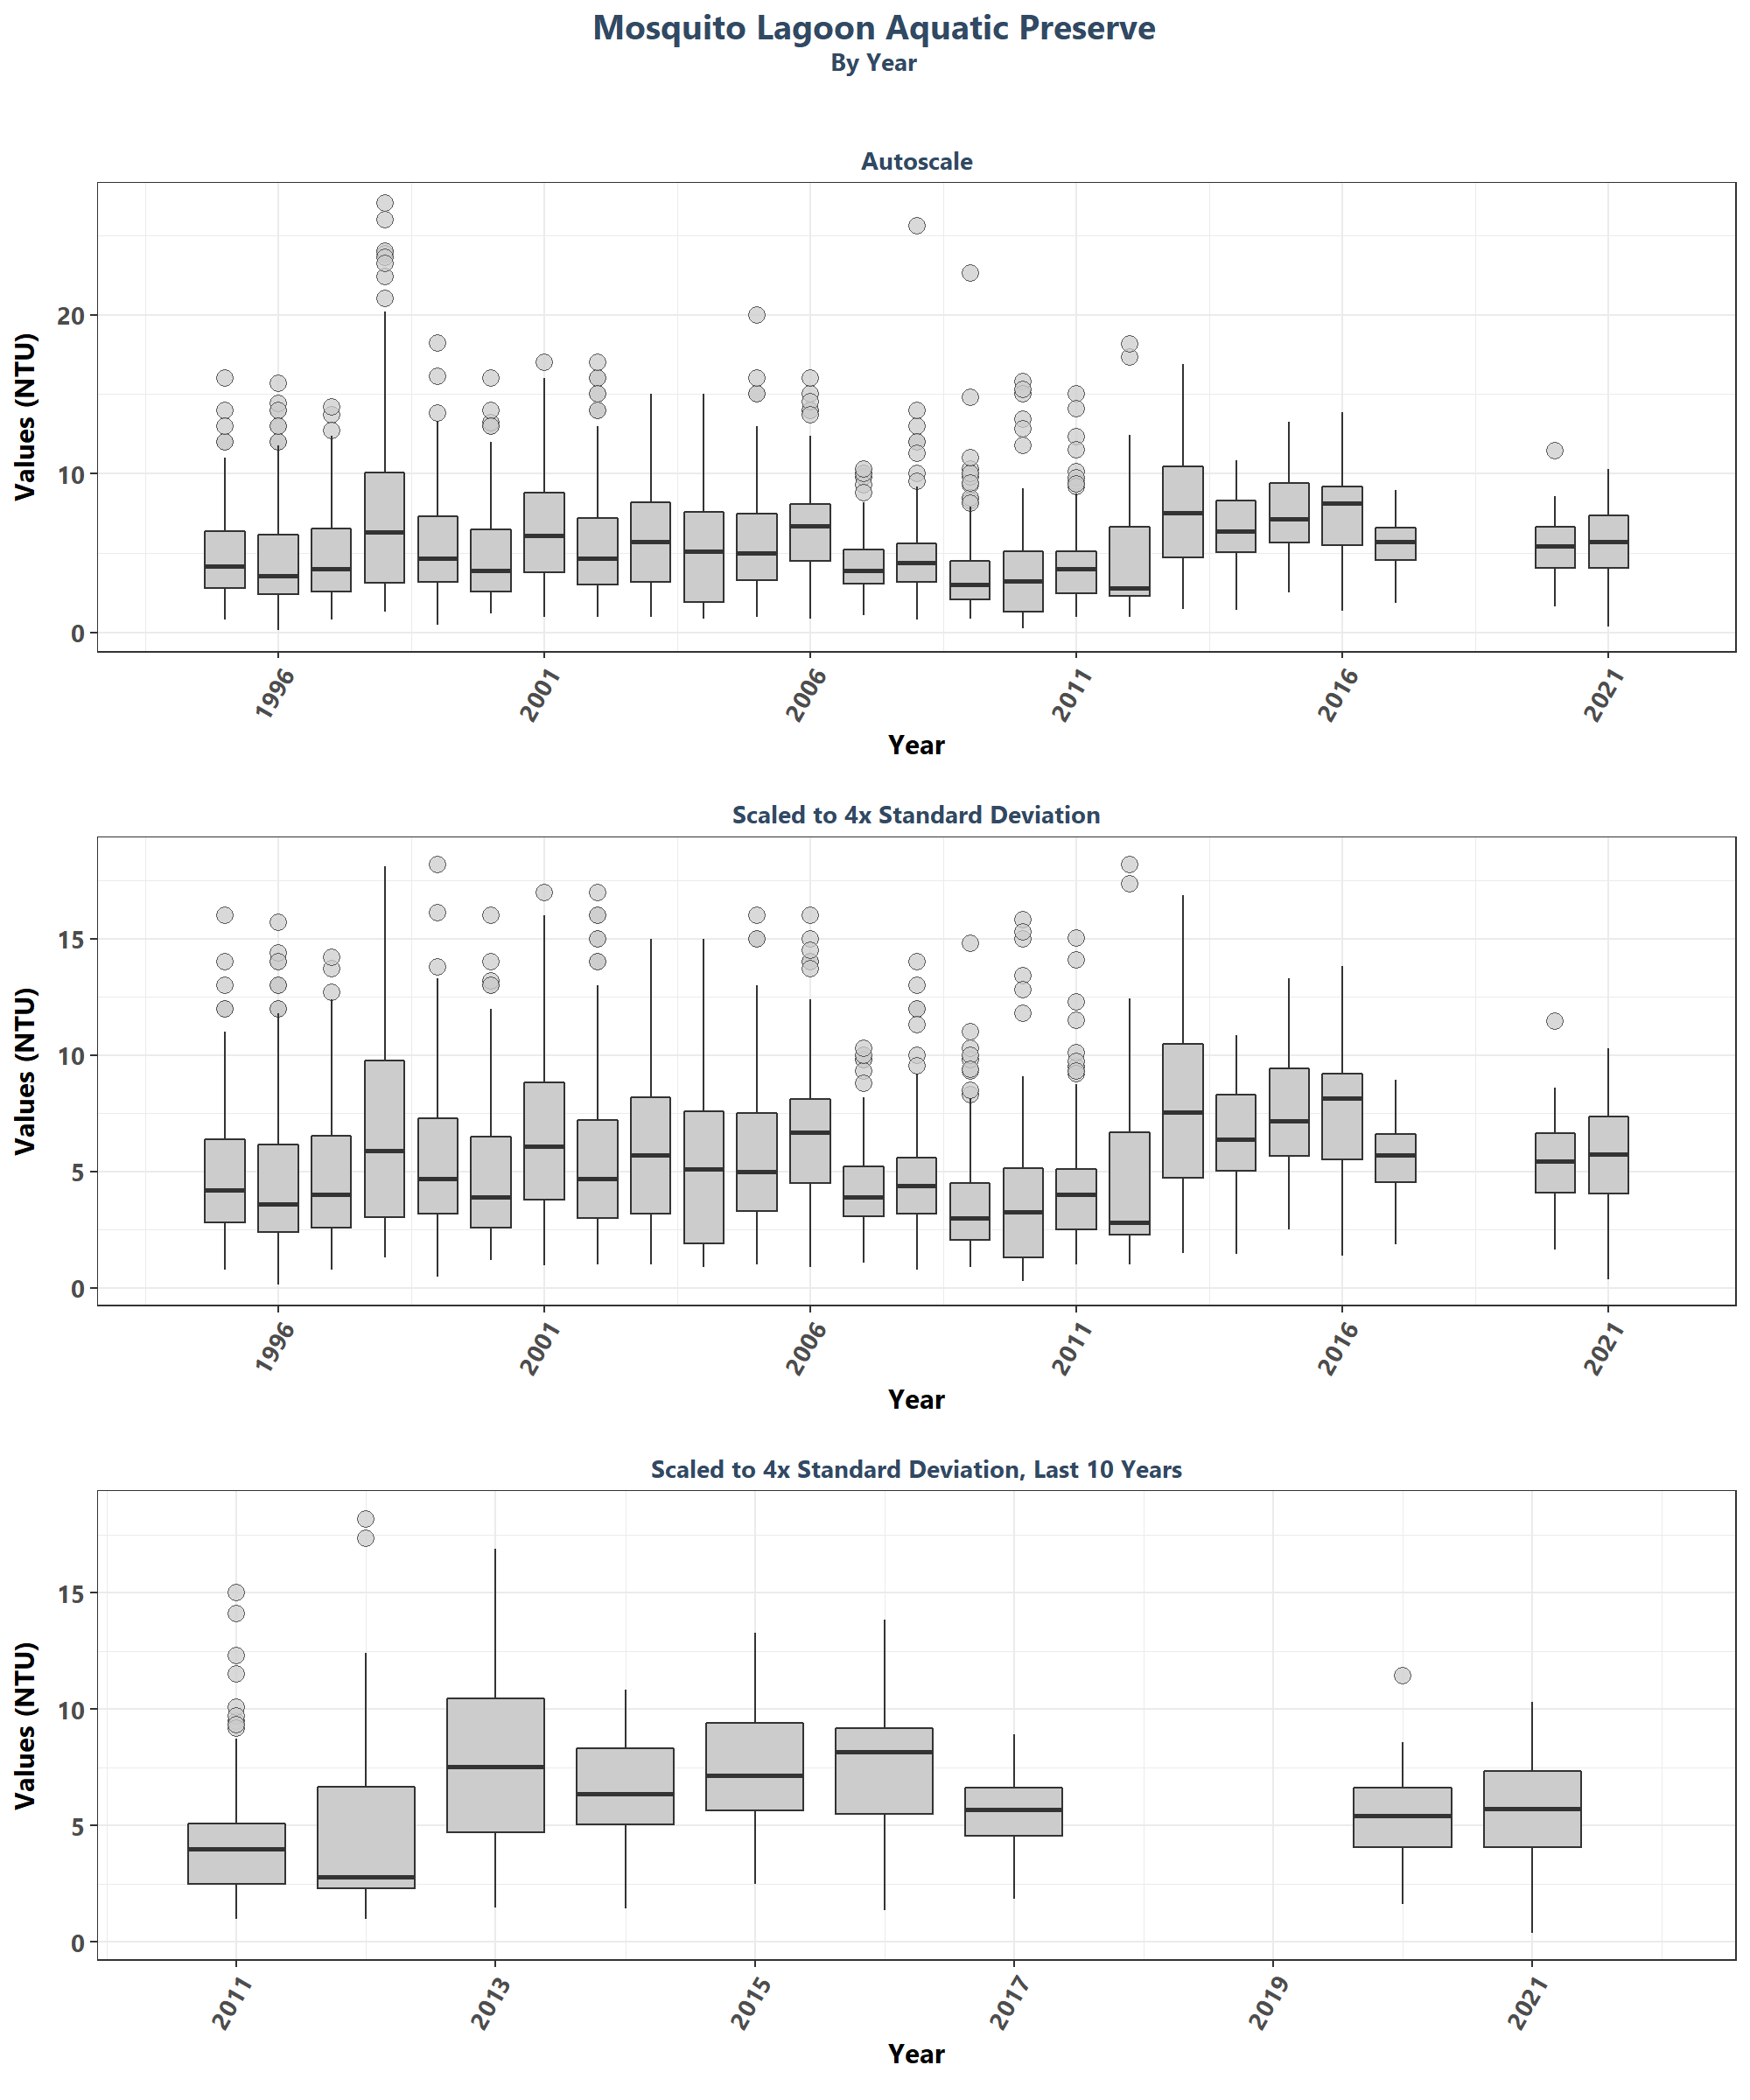 Mosquito Lagoon Aquatic Preserve
By Year
Autoscale
Values (NTU)
20
10
0
1996
2001
2006
2011
2016
2021
Year
Scaled to 4x Standard Deviation
Values (NTU)
15
10
5
0
1996
2001
2006
2011
2016
2021
Year
Scaled to 4x Standard Deviation, Last 10 Years
Values (NTU)
15
10
5
0
2011
2013
2015
2017
2019
2021
Year